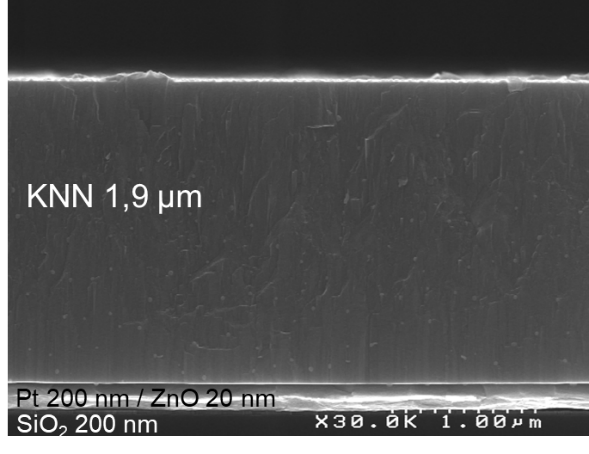 KNN 1,9 µm
Pt 200 nm / ZnO 20 nm
SiO₂ 200 nm
X30.0K 1.00µm